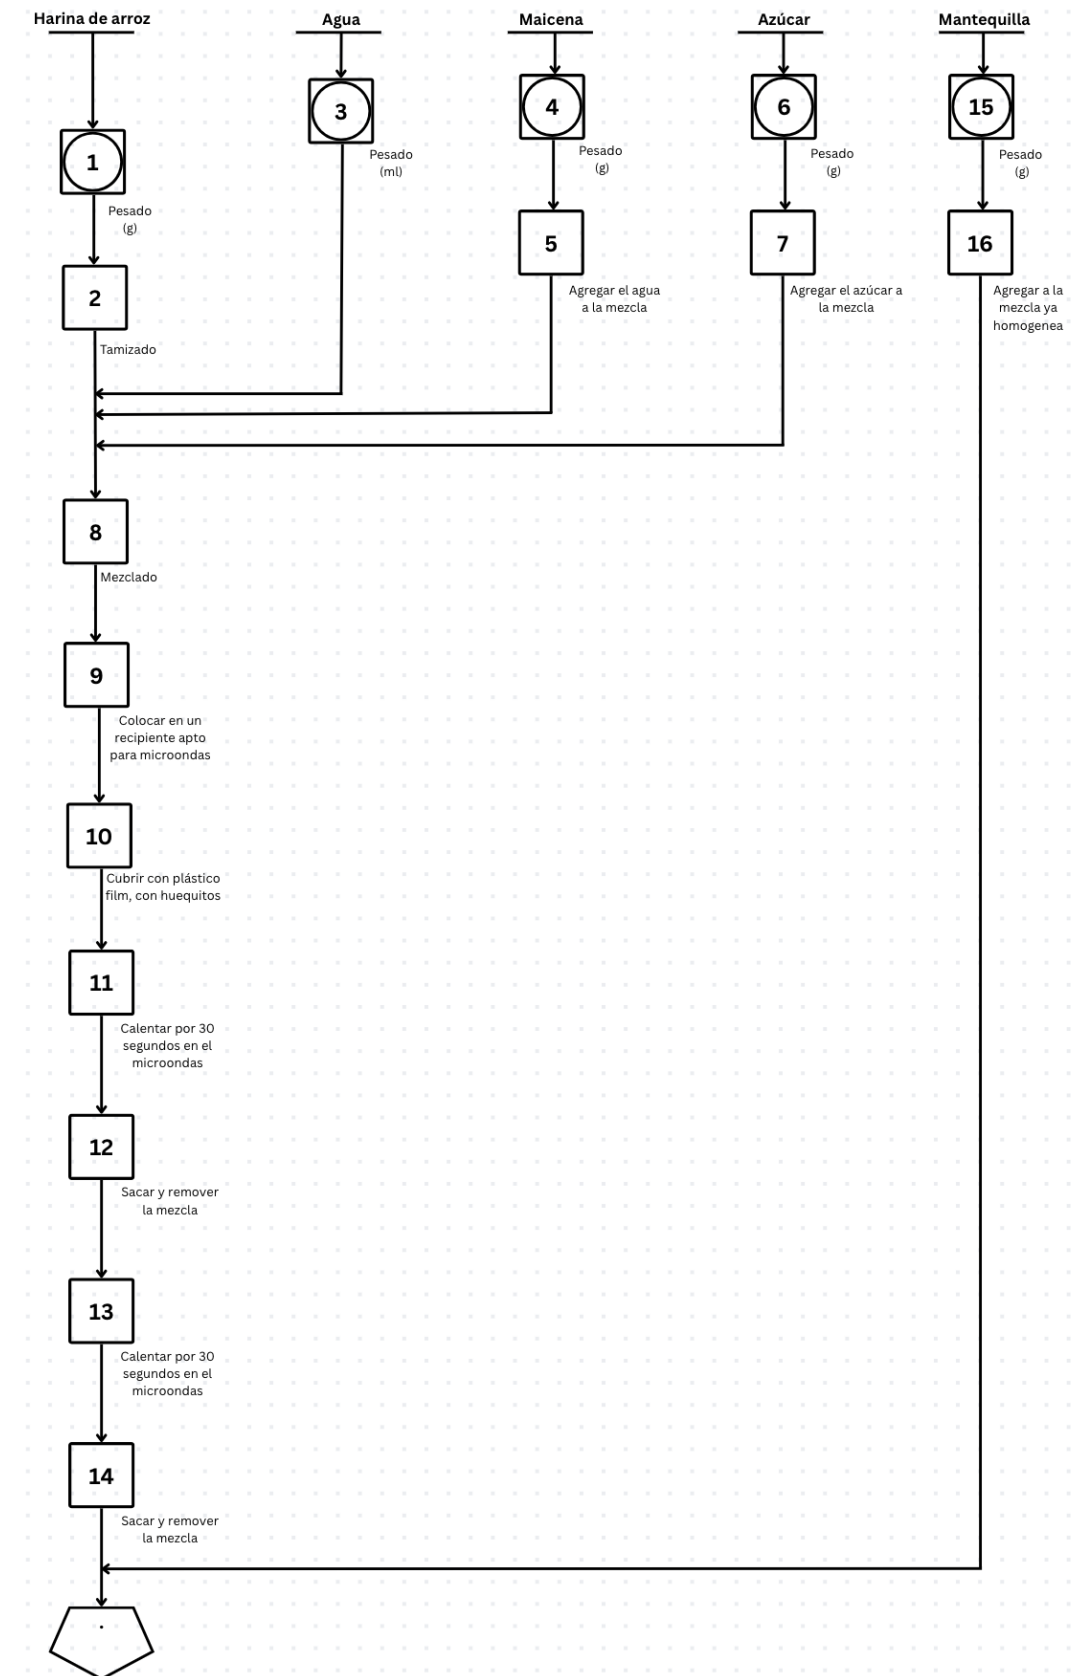 Harina de arroz
Agua
Maicena
Azúcar
Mantequilla
1
Pesado
(g)
2
Tamizado
3
Pesado
(ml)
4
Pesado
(g)
5
Agregar el agua
a la mezcla
6
Pesado
(g)
7
Agregar el azúcar a
la mezcla
15
Pesado
(g)
16
Agregar a la
mezcla ya
homogenea
8
Mezclado
9
Colocar en un
recipiente apto
para microondas
10
Cubrir con plástico
film, con huequitos
11
Calentar por 30
segundos en el
microondas
12
Sacar y remover
la mezcla
13
Calentar por 30
segundos en el
microondas
14
Sacar y remover
la mezcla
.